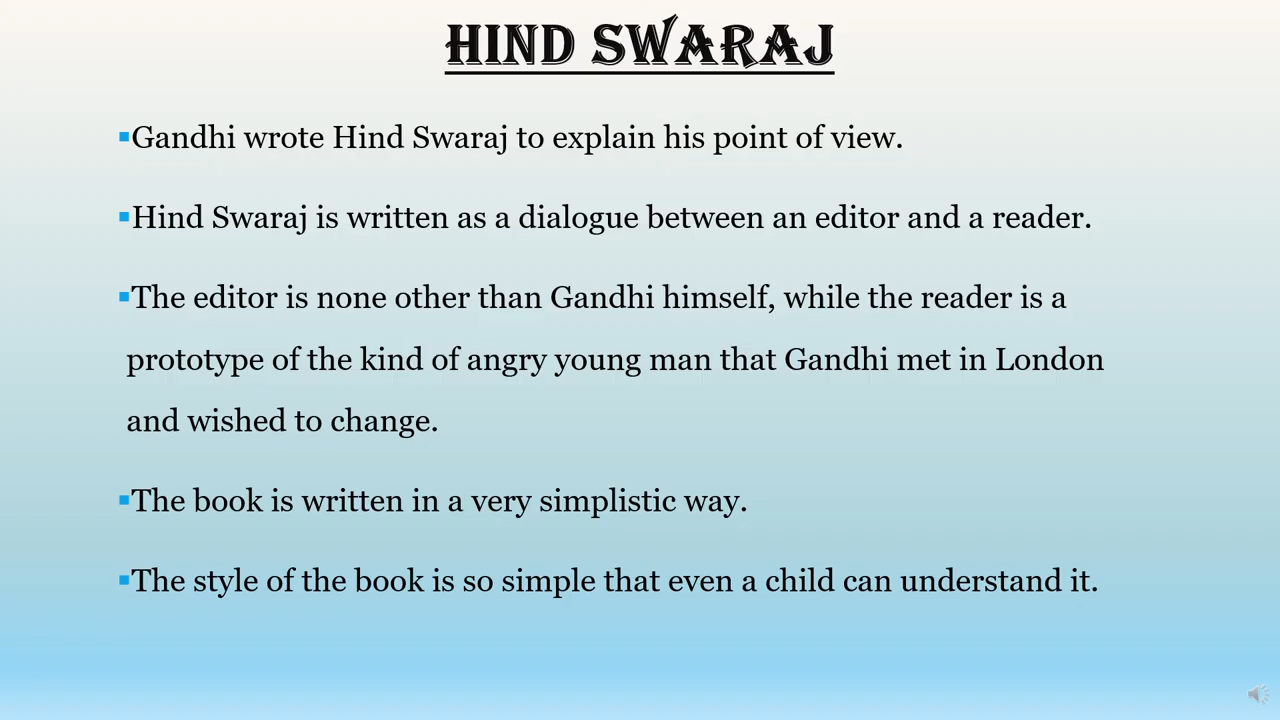 HIND SWARAJ
▪Gandhi wrote Hind Swaraj to explain his point of view.
▪Hind Swaraj is written as a dialogue between an editor and a reader.
▪The editor is none other than Gandhi himself, while the reader is a
prototype of the kind of angry young man that Gandhi met in London
and wished to change.
▪The book is written in a very simplistic way.
▪The style of the book is so simple that even a child can understand it.